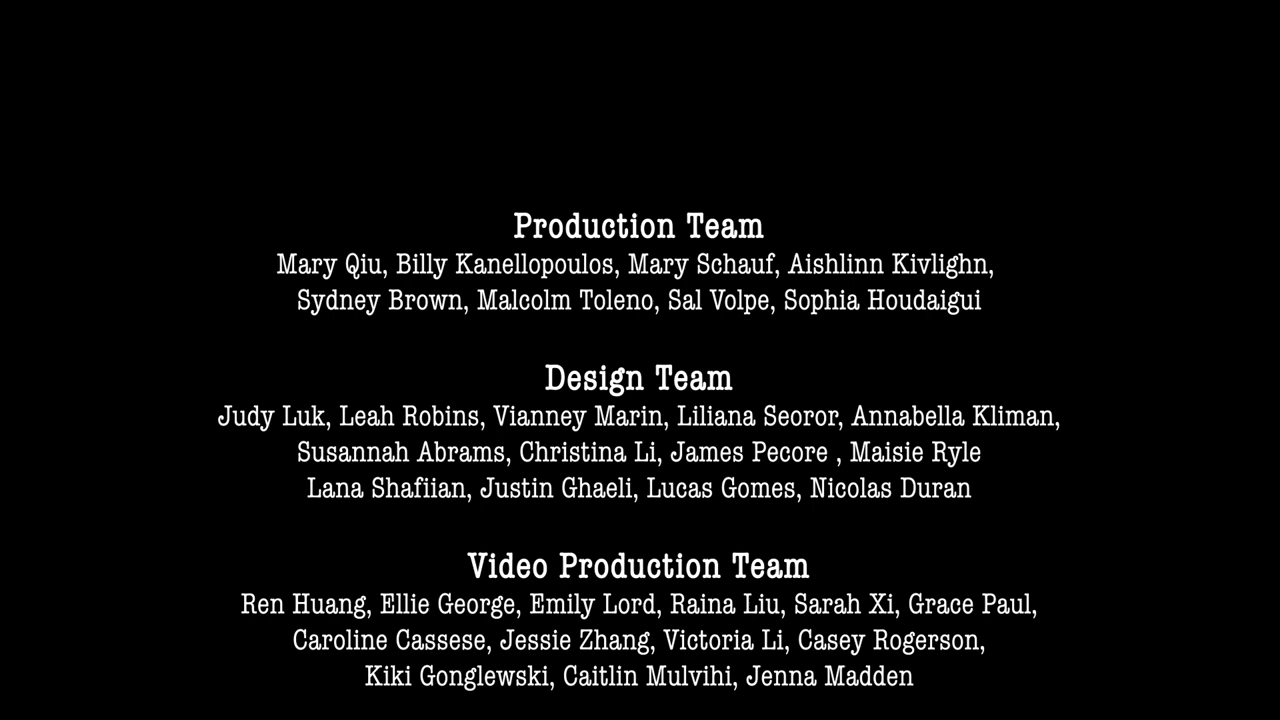 Production Team
Mary Qiu, Billy Kanellopoulos, Mary Schauf, Aishlinn Kivlighn,
Sydney Brown, Malcolm Toleno, Sal Volpe, Sophia Houdaigui
Design Team
Judy Luk, Leah Robins, Vianney Marin, Liliana Seoror, Annabella Kliman,
Susannah Abrams, Christina Li, James Pecore , Maisie Ryle
Lana Shafiian, Justin Ghaeli, Lucas Gomes, Nicolas Duran
Video Production Team
Ren Huang, Ellie George, Emily Lord, Raina Liu, Sarah Xi, Grace Paul,
Caroline Cassese, Jessie Zhang, Victoria Li, Casey Rogerson,
Kiki Gonglewski, Caitlin Mulvihi, Jenna Madden